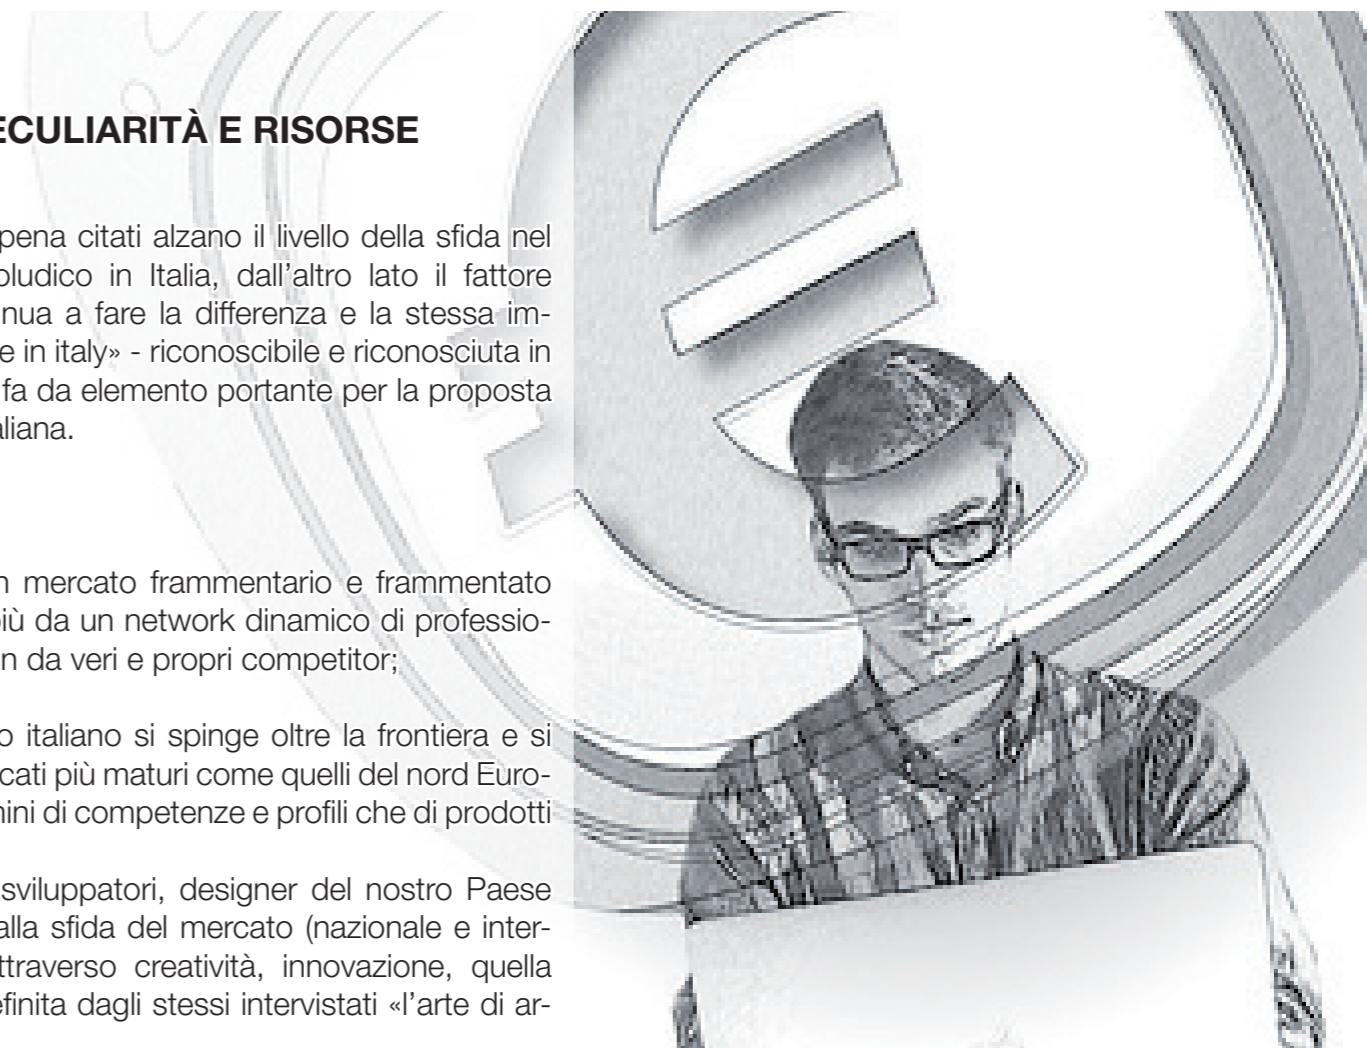 ECULIARITÀ E RISORSE
pena citati alzano il livello della sfida nel
oludico in Italia, dall’altro lato il fattore
nua a fare la differenza e la stessa im-
e in italy» - riconoscibile e riconosciuta in
fa da elemento portante per la proposta
aliana.
n mercato frammentario e frammentato
più da un network dinamico di professio-
n da veri e propri competitor;
o italiano si spinge oltre la frontiera e si
cati più maturi come quelli del nord Euro-
nini di competenze e profili che di prodotti
sviluppatori, designer del nostro Paese
alla sfida del mercato (nazionale e inter-
ttraverso creatività, innovazione, quella
efinita dagli stessi intervistati «l’arte di ar-